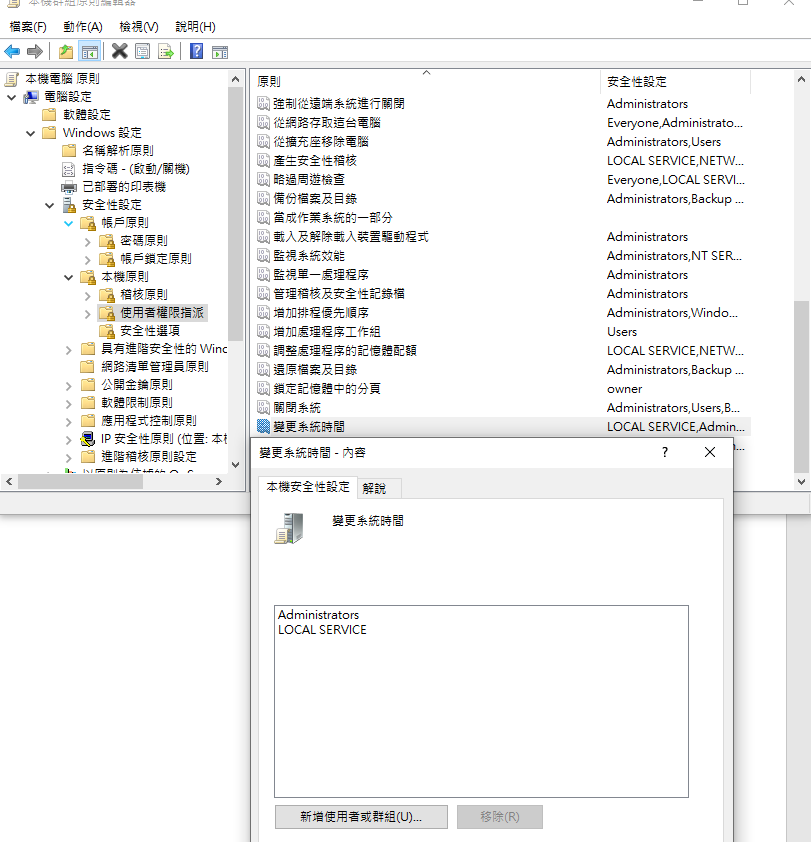 本機群組原則編輯器
檔案(F) 動作(A) 檢視(V) 說明(H)
本機電腦 原則
電腦設定
軟體設定
Windows 設定
名稱解析原則
指令碼 - (啟動/關機)
已部署的印表機
安全性設定
帳戶原則
密碼原則
帳戶鎖定原則
本機原則
稽核原則
使用者權限指派
安全性選項
具有進階安全性的 Winc
網路清單管理員原則
公開金鑰原則
軟體限制原則
應用程式控制原則
IP 安全性原則 (位置: 本
進階稽核原則設定
原則 安全性設定
強制從遠端系統進行關閉 Administrators
從網路存取這台電腦 Everyone,Administrato...
從擴充座移除電腦 Administrators,Users
產生安全性稽核 LOCAL SERVICE,NETW...
略過周遊檢查 Everyone,LOCAL SERVI...
備份檔案及目錄 Administrators,Backup ...
當成作業系統的一部分
載入及解除載入裝置驅動程式 Administrators
監視系統效能 Administrators,NT SER...
監視單一處理程序 Administrators
管理稽核及安全性記錄檔 Administrators
增加排程優先順序 Administrators,Windo...
增加處理程序工作組 Users
調整處理程序的記憶體配額 LOCAL SERVICE,NETW...
還原檔案及目錄 Administrators,Backup ...
鎖定記憶體中的分頁 owner
關閉系統 Administrators,Users,B...
變更系統時間 LOCAL SERVICE,Admin...
變更系統時間 - 內容 ?
本機安全性設定 解說
變更系統時間
Administrators
LOCAL SERVICE
新增使用者或群組(U)... 移除(R)